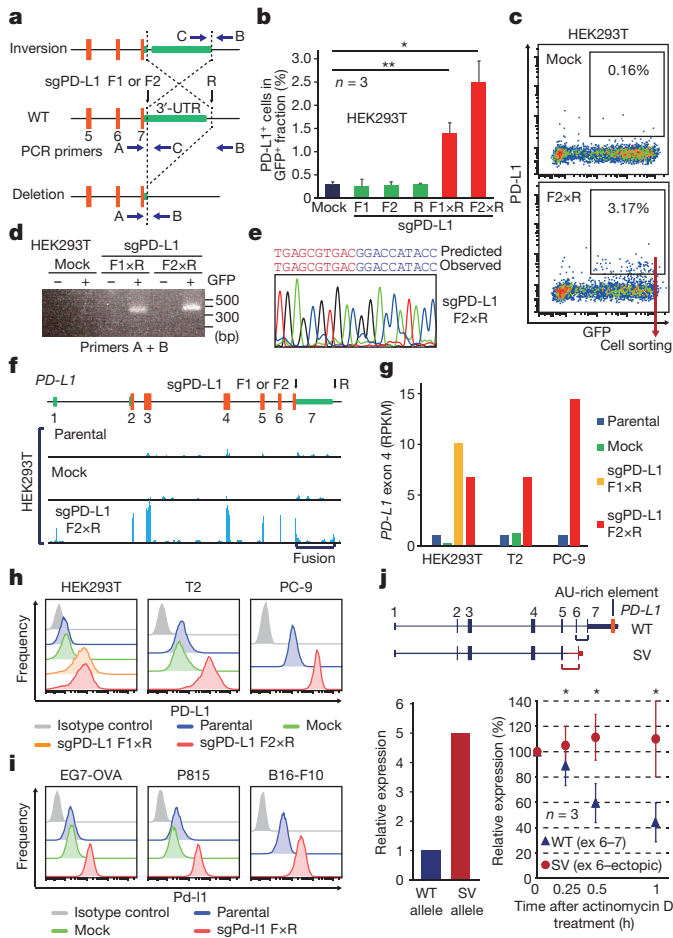 a
Inversion
C
B
sgPD-L1 F1 or F2
R
WT
3′-UTR
5 6 7
PCR primers
A
C
B
Deletion
A
B
b
PD-L1+ cells in
GFP+ fraction (%)
3.5
3.0
2.5
2.0
1.5
1.0
0.5
0
*
**
n = 3
HEK293T
Mock F1 F2 R F1×R F2×R
sgPD-L1
c
HEK293T
Mock
0.16%
F2×R
3.17%
PD-L1
GFP
Cell sorting
d
HEK293T
sgPD-L1
Mock F1×R F2×R
– + – + – + GFP
500
300
(bp)
Primers A + B
e
TGAGCGTGACGGACCATACC Predicted
TGAGCGTGACGGACCATACC Observed
sgPD-L1
F2×R
f
PD-L1
sgPD-L1 F1 or F2
R
1 2 3 4 5 6 7
HEK293T
Parental
Mock
sgPD-L1
F2×R
Fusion
g
PD-L1 exon 4 (RPKM)
15
10
5
0
HEK293T T2 PC-9
Parental
Mock
sgPD-L1
F1×R
sgPD-L1
F2×R
h
HEK293T T2 PC-9
Frequency
PD-L1
Isotype control Parental Mock
sgPD-L1 F1×R sgPD-L1 F2×R
i
EG7-OVA P815 B16-F10
Frequency
Pd-l1
Isotype control Parental
Mock sgPd-l1 F×R
j
AU-rich element
1 2 3 4 5 6 7 PD-L1
WT
SV
Relative expression
6
5
4
3
2
1
0
WT
allele
SV
allele
Relative expression (%)
140
120
100
80
60
40
20
0
* * *
n = 3
WT (ex 6–7)
SV (ex 6–ectopic)
0 0.25 0.5 1
Time after actinomycin D
treatment (h)